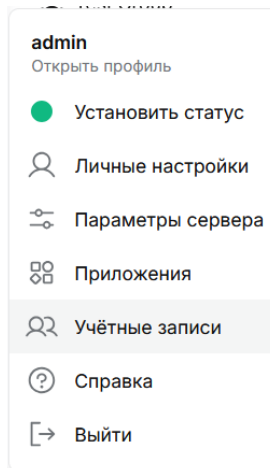 admin
Открыть профиль
Установить статус
Личные настройки
Параметры сервера
Приложения
Учётные записи
Справка
Выйти